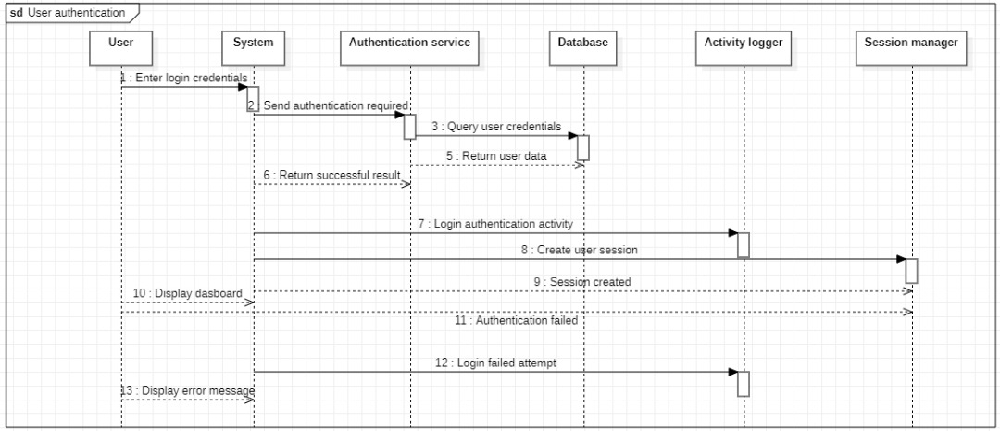 sd User authentication
User
System
Authentication service
Database
Activity logger
Session manager
1 : Enter login credentials
2 : Send authentication required
3 : Query user credentials
5 : Return user data
6 : Return successful result
7 : Login authentication activity
8 : Create user session
9 : Session created
10 : Display dasboard
11 : Authentication failed
12 : Login failed attempt
13 : Display error message